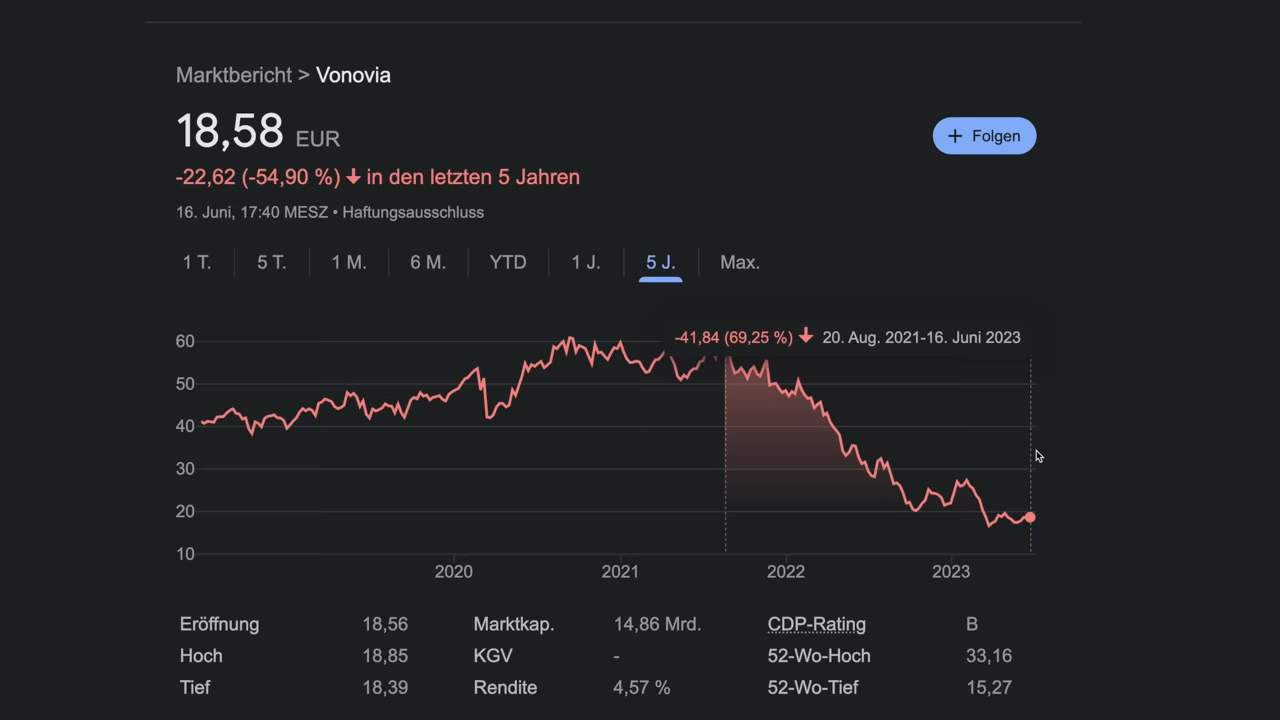 Marktbericht > Vonovia
18,58 EUR
+ Folgen
-22,62 (-54,90 %) ↓ in den letzten 5 Jahren
16. Juni, 17:40 MESZ • Haftungsausschluss
1 T. 5 T. 1 M. 6 M. YTD 1 J. 5 J. Max.
-41,84 (69,25 %) ↓ 20. Aug. 2021-16. Juni 2023
60
50
40
30
20
10
2020 2021 2022 2023
Eröffnung 18,56 Marktkap. 14,86 Mrd. CDP-Rating B
Hoch 18,85 KGV - 52-Wo-Hoch 33,16
Tief 18,39 Rendite 4,57 % 52-Wo-Tief 15,27